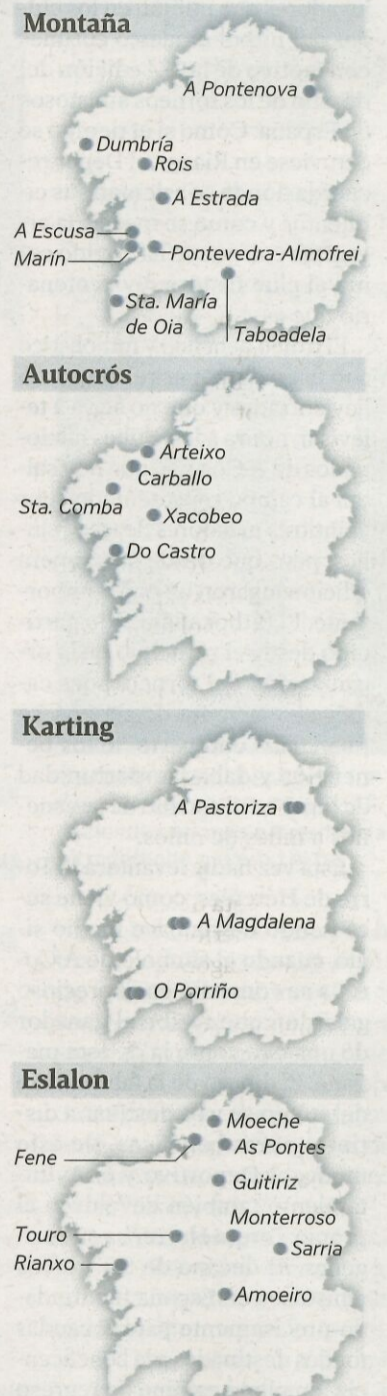 Montaña
A Pontenova
Dumbría
Rois
A Estrada
A Escusa
Marín
Pontevedra-Almofrei
Sta. María
de Oia
Taboadela
Autocrós
Arteixo
Carballo
Sta. Comba
Xacobeo
Do Castro
Karting
A Pastoriza
A Magdalena
O Porriño
Eslalon
Moeche
Fene
As Pontes
Guitiriz
Monterroso
Touro
Sarria
Rianxo
Amoeiro